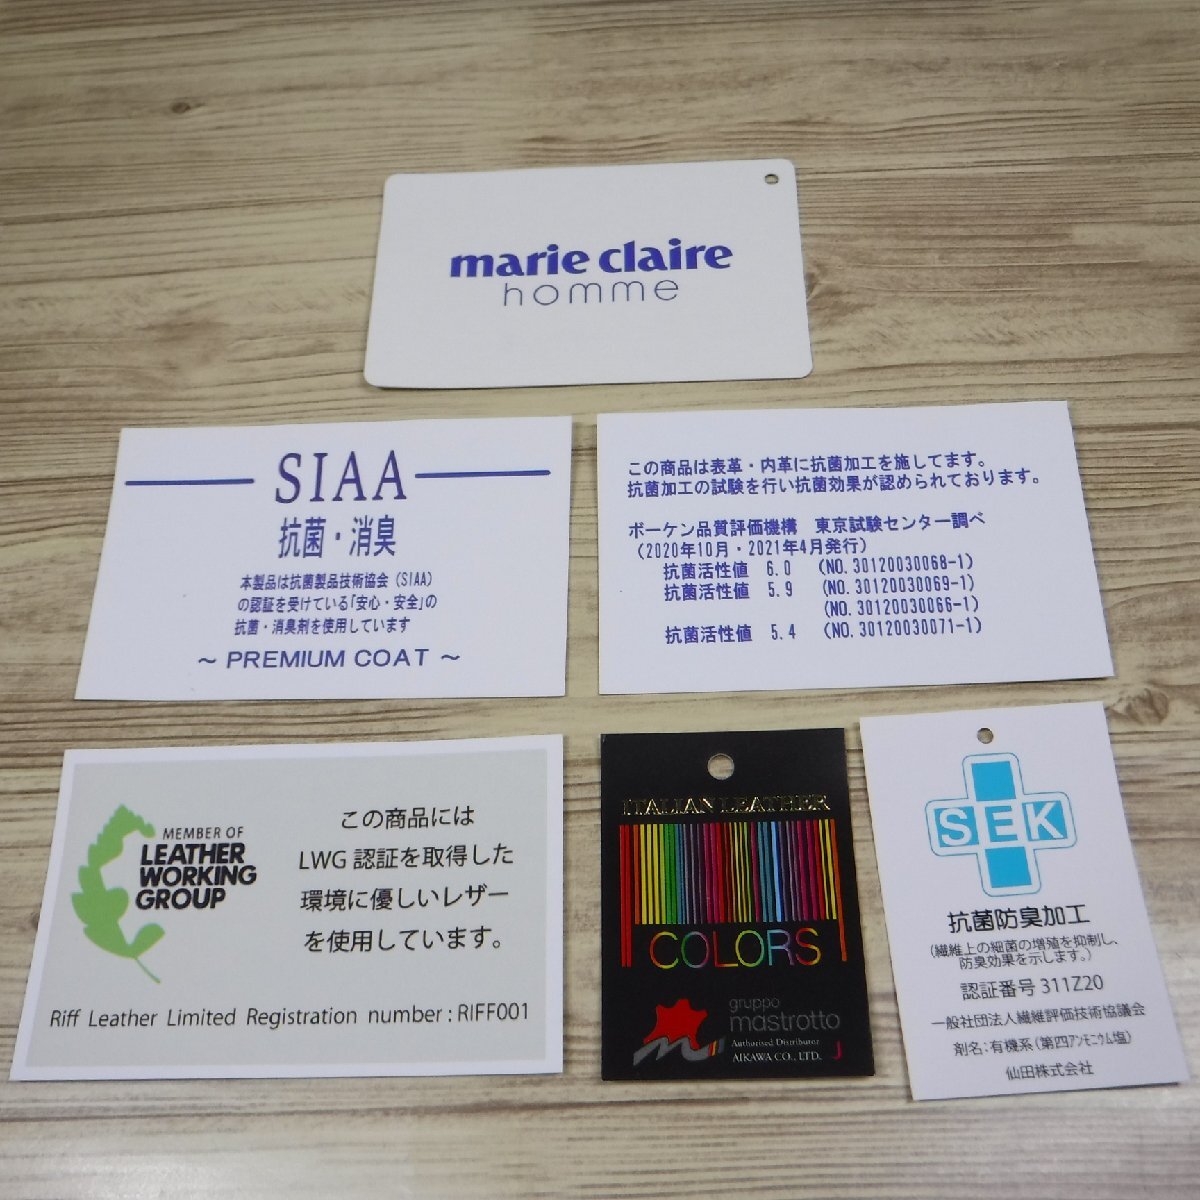 marie claire
homme
SIAA
抗菌・消臭
本製品は抗菌製品技術協会(SIAA)
の認証を受けている「安心・安全」の
抗菌・消臭剤を使用しています
～ PREMIUM COAT ～
この商品は表革・内革に抗菌加工を施してます。
抗菌加工の試験を行い抗菌効果が認められております。
ボーケン品質評価機構 東京試験センター調べ
(2020年10月・2021年4月発行)
抗菌活性値 6.0 (NO.30120030068-1)
抗菌活性値 5.9 (NO.30120030069-1)
(NO.30120030066-1)
抗菌活性値 5.4 (NO.30120030071-1)
MEMBER OF
LEATHER
WORKING
GROUP
この商品には
LWG 認証を取得した
環境に優しいレザー
を使用しています。
Riff Leather Limited Registration number : RIFF001
ITALIAN LEATHER
COLORS
gruppo
mastrotto
Authorised Distributor
AIKAWA CO., LTD. J
SEK
抗菌防臭加工
(繊維上の細菌の増殖を抑制し、
防臭効果を示します。)
認証番号 311Z20
一般社団法人繊維評価技術協議会
剤名：有機系(第四アンモニウム塩)
仙田株式会社